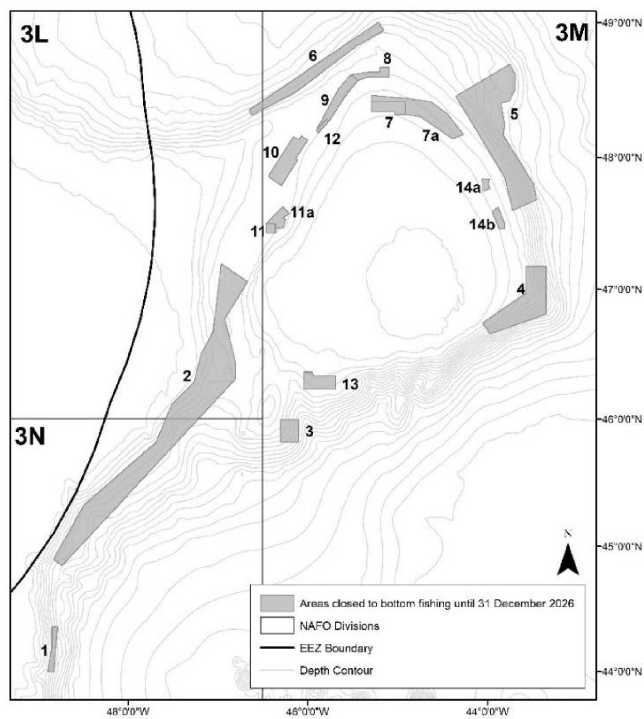 3L
3M
49°0'0"N
6
8
9
5
7
7a
12
10
48°0'0"N
14a
11a
11
14b
47°0'0"N
4
2
13
46°0'0"N
3N
3
45°0'0"N
N
Areas closed to bottom fishing until 31 December 2026
NAFO Divisions
EEZ Boundary
Depth Contour
1
44°0'0"N
48°0'0"W
46°0'0"W
44°0'0"W